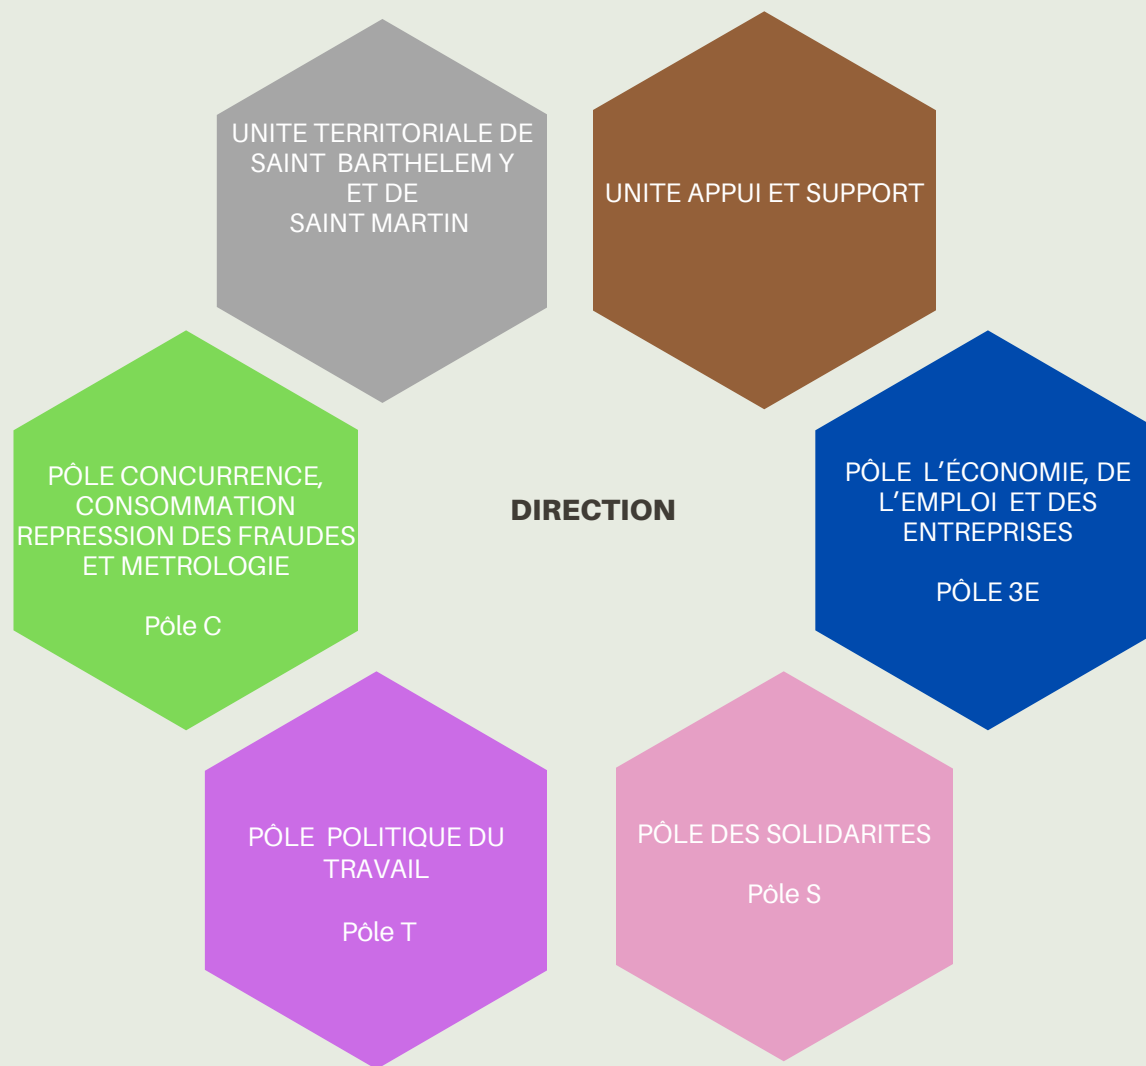 UNITE TERRITORIALE DE
SAINT BARTHELEM Y
ET DE
SAINT MARTIN
UNITE APPUI ET SUPPORT
PÔLE CONCURRENCE,
CONSOMMATION
REPRESSION DES FRAUDES
ET METROLOGIE
Pôle C
DIRECTION
PÔLE L'ÉCONOMIE, DE
L'EMPLOI ET DES
ENTREPRISES
PÔLE 3E
PÔLE POLITIQUE DU
TRAVAIL
Pôle T
PÔLE DES SOLIDARITES
Pôle S